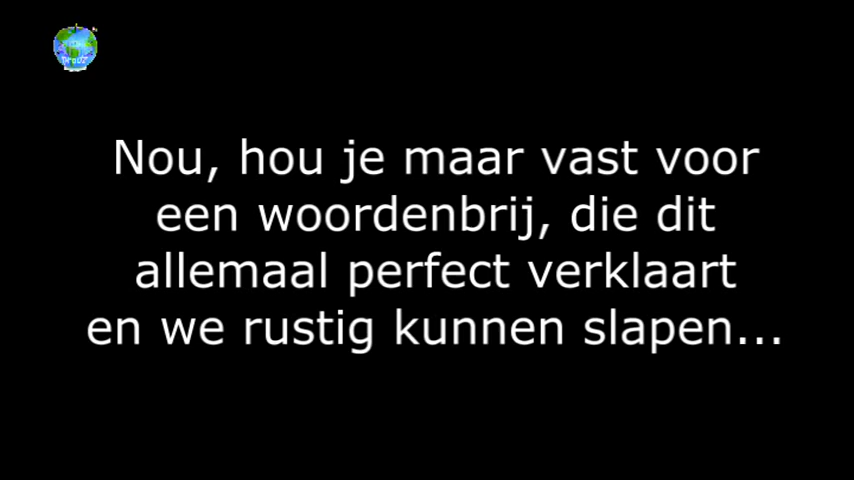 Nou, hou je maar vast voor
een woordenbrij, die dit
allemaal perfect verklaart
en we rustig kunnen slapen...